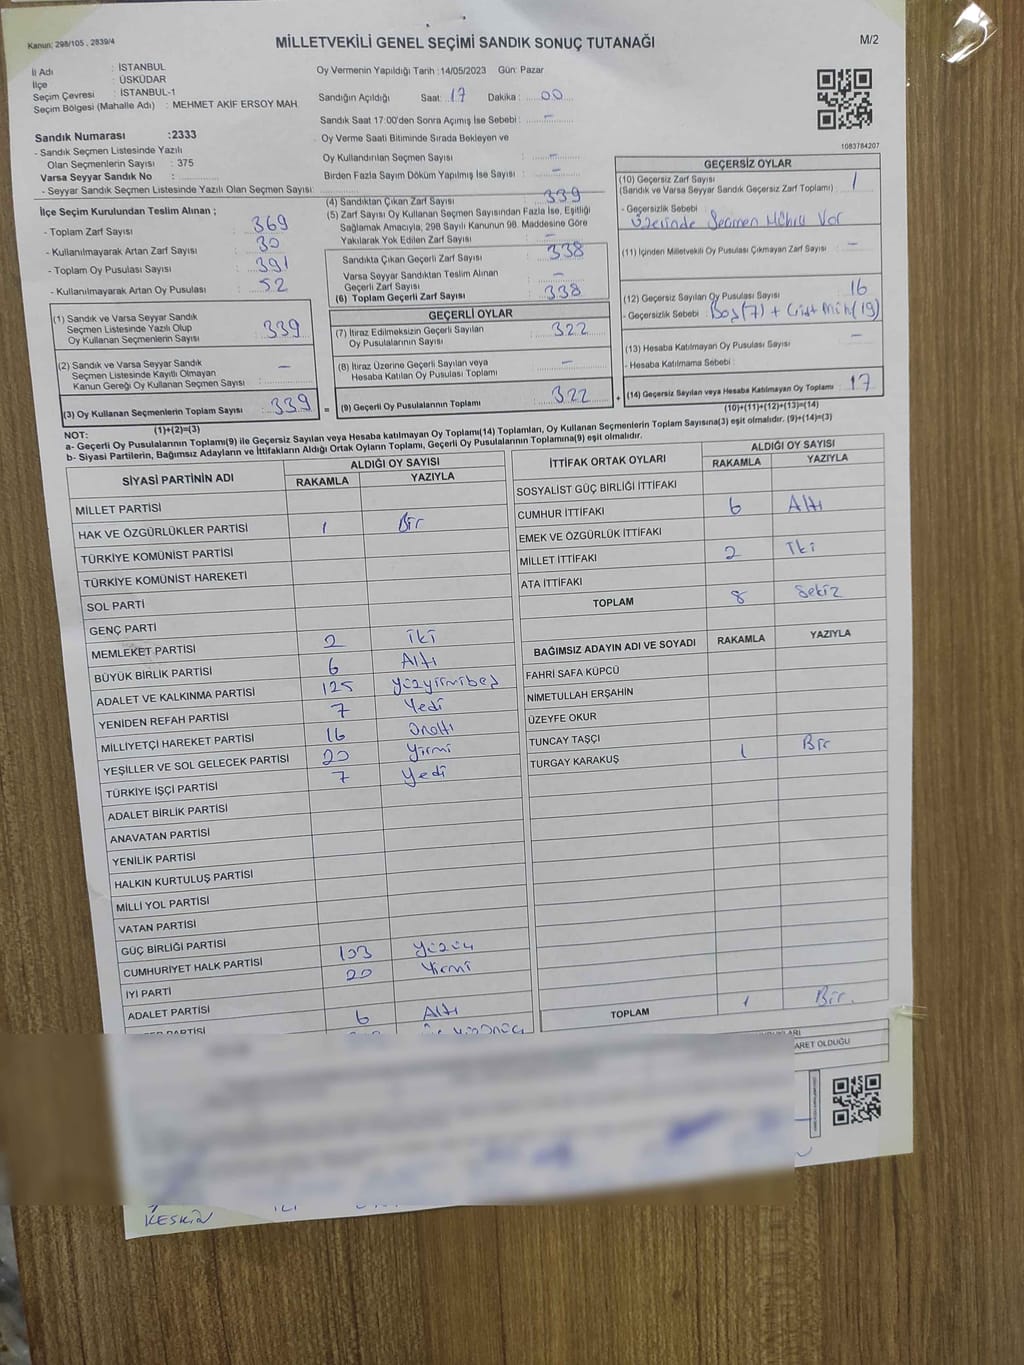 Kanun: 298/105 , 2839/4
MİLLETVEKİLİ GENEL SEÇİMİ SANDIK SONUÇ TUTANAĞI
M/2
İl Adı : İSTANBUL
İlçe : ÜSKÜDAR
Seçim Çevresi : İSTANBUL-1
Seçim Bölgesi (Mahalle Adı) : MEHMET AKİF ERSOY MAH.
Sandık Numarası :2333
- Sandık Seçmen Listesinde Yazılı
Olan Seçmenlerin Sayısı : 375
Varsa Seyyar Sandık No :
- Seyyar Sandık Seçmen Listesinde Yazılı Olan Seçmen Sayısı:
Oy Vermenin Yapıldığı Tarih :14/05/2023 Gün: Pazar
Sandığın Açıldığı Saat: 17 Dakika: 00
Sandık Saat 17:00'den Sonra Açımış İse Sebebi : -
Oy Verme Saati Bitiminde Sırada Bekleyen ve
Oy Kullandırılan Seçmen Sayısı : -
Birden Fazla Sayım Döküm Yapılmış İse Sayısı : -
1083784207
İlçe Seçim Kurulundan Teslim Alınan ;
- Toplam Zarf Sayısı : 369
- Kullanılmayarak Artan Zarf Sayısı : 30
- Toplam Oy Pusulası Sayısı : 391
- Kullanılmayarak Artan Oy Pusulası : 52
(4) Sandıktan Çıkan Zarf Sayısı : 339
(5) Zarf Sayısı Oy Kullanan Seçmen Sayısından Fazla İse, Eşitliği
Sağlamak Amacıyla, 298 Sayılı Kanunun 98. Maddesine Göre
Yakılarak Yok Edilen Zarf Sayısı : -
Sandıkta Çıkan Geçerli Zarf Sayısı : 338
Varsa Seyyar Sandıktan Teslim Alınan
Geçerli Zarf Sayısı : -
(6) Toplam Geçerli Zarf Sayısı : 338
GEÇERSİZ OYLAR
(10) Geçersiz Zarf Sayısı
(Sandık ve Varsa Seyyar Sandık Geçersiz Zarf Toplamı) : 1
- Geçersizlik Sebebi
Üzerinde Seçmen Mührü Var
(11) İçinden Milletvekili Oy Pusulası Çıkmayan Zarf Sayısı : -
(12) Geçersiz Sayılan Oy Pusulası Sayısı : 16
- Geçersizlik Sebebi : Boş(7) +
(13) Hesaba Katılmayan Oy Pusulası Sayısı : -
- Hesaba Katılmama Sebebi :
(14) Geçersiz Sayılan veya Hesaba Katılmayan Oy Toplamı : 17
(10)+(11)+(12)+(13)=(14)
(1) Sandık ve Varsa Seyyar Sandık
Seçmen Listesinde Yazılı Olup
Oy Kullanan Seçmenlerin Sayısı : 339
(2) Sandık ve Varsa Seyyar Sandık
Seçmen Listesinde Kayıtlı Olmayan
Kanun Gereği Oy Kullanan Seçmen Sayısı : -
(3) Oy Kullanan Seçmenlerin Toplam Sayısı : 339 =
(1)+(2)=(3)
GEÇERLİ OYLAR
(7) İtiraz Edilmeksizin Geçerli Sayılan
Oy Pusulalarının Sayısı : 322
(8) İtiraz Üzerine Geçerli Sayılan veya
Hesaba Katılan Oy Pusulası Toplamı : -
(9) Geçerli Oy Pusulalarının Toplamı : 322 +
NOT:
a- Geçerli Oy Pusulalarının Toplamı(9) ile Geçersiz Sayılan veya Hesaba katılmayan Oy Toplamı(14) Toplamları, Oy Kullanan Seçmenlerin Toplam Sayısına(3) eşit olmalıdır. (9)+(14)=(3)
b- Siyasi Partilerin, Bağımsız Adayların ve İttifakların Aldığı Ortak Oyların Toplamı, Geçerli Oy Pusulalarının Toplamına(9) eşit olmalıdır.
SİYASİ PARTİNİN ADI ALDIĞI OY SAYISI
RAKAMLA YAZIYLA
MİLLET PARTİSİ
HAK VE ÖZGÜRLÜKLER PARTİSİ 1 Bir
TÜRKİYE KOMÜNİST PARTİSİ
TÜRKİYE KOMÜNİST HAREKETİ
SOL PARTİ
GENÇ PARTİ
MEMLEKET PARTİSİ 2 iki
BÜYÜK BİRLİK PARTİSİ 6 Altı
ADALET VE KALKINMA PARTİSİ 125 yüzyirmibeş
YENİDEN REFAH PARTİSİ 7 Yedi
MİLLİYETÇİ HAREKET PARTİSİ 16 onaltı
YEŞİLLER VE SOL GELECEK PARTİSİ 20 yirmi
TÜRKİYE İŞÇİ PARTİSİ 7 yedi
ADALET BİRLİK PARTİSİ
ANAVATAN PARTİSİ
YENİLİK PARTİSİ
HALKIN KURTULUŞ PARTİSİ
MİLLİ YOL PARTİSİ
VATAN PARTİSİ
GÜÇ BİRLİĞİ PARTİSİ
CUMHURİYET HALK PARTİSİ 103 yüzüç
İYİ PARTİ 20 Yirmi
ADALET PARTİSİ
6 Altı
PARTİSİ
İTTİFAK ORTAK OYLARI ALDIĞI OY SAYISI
RAKAMLA YAZIYLA
SOSYALİST GÜÇ BİRLİĞİ İTTİFAKI
CUMHUR İTTİFAKI 6 Altı
EMEK VE ÖZGÜRLÜK İTTİFAKI
MİLLET İTTİFAKI 2 İki
ATA İTTİFAKI
TOPLAM 8 Sekiz
BAĞIMSIZ ADAYIN ADI VE SOYADI RAKAMLA YAZIYLA
FAHRİ SAFA KÜPCÜ
NİMETULLAH ERŞAHİN
ÜZEYFE OKUR
TUNCAY TAŞÇI
TURGAY KARAKUŞ 1 Bir
TOPLAM 1 Bir.
ARET OLDUĞU
KESKİN